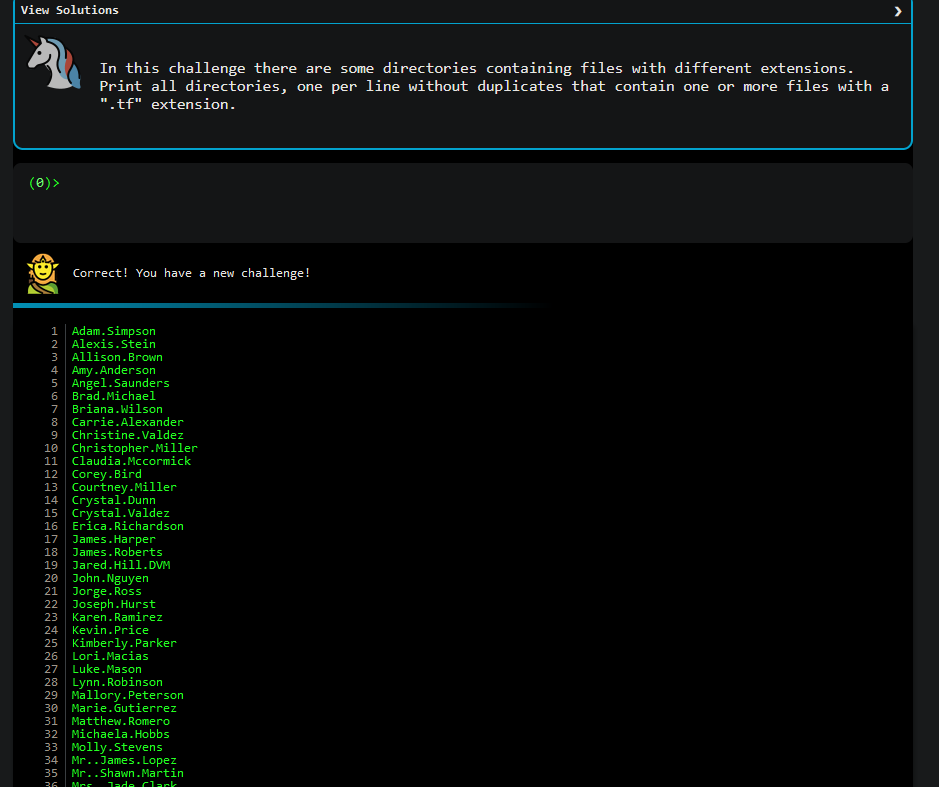 View Solutions ❯
In this challenge there are some directories containing files with different extensions.
Print all directories, one per line without duplicates that contain one or more files with a
".tf" extension.
(0)>
Correct! You have a new challenge!
1 Adam.Simpson
2 Alexis.Stein
3 Allison.Brown
4 Amy.Anderson
5 Angel.Saunders
6 Brad.Michael
7 Briana.Wilson
8 Carrie.Alexander
9 Christine.Valdez
10 Christopher.Miller
11 Claudia.Mccormick
12 Corey.Bird
13 Courtney.Miller
14 Crystal.Dunn
15 Crystal.Valdez
16 Erica.Richardson
17 James.Harper
18 James.Roberts
19 Jared.Hill.DVM
20 John.Nguyen
21 Jorge.Ross
22 Joseph.Hurst
23 Karen.Ramirez
24 Kevin.Price
25 Kimberly.Parker
26 Lori.Macias
27 Luke.Mason
28 Lynn.Robinson
29 Mallory.Peterson
30 Marie.Gutierrez
31 Matthew.Romero
32 Michaela.Hobbs
33 Molly.Stevens
34 Mr..James.Lopez
35 Mr..Shawn.Martin
36 Mrs..Jade.Clark